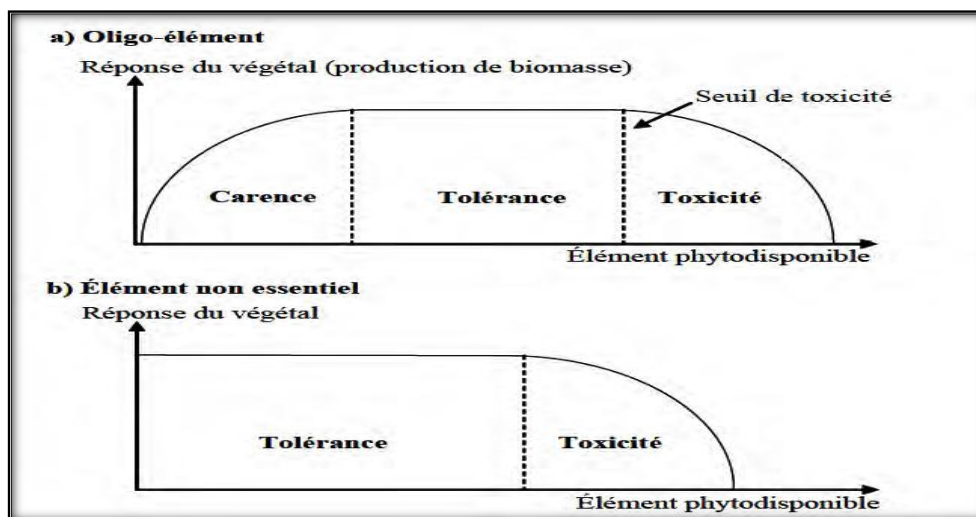 a) Oligo-élément
Réponse du végétal (production de biomasse)
Seuil de toxicité
Carence Tolérance Toxicité
Élément phytodisponible
b) Élément non essentiel
Réponse du végétal
Tolérance Toxicité
Élément phytodisponible